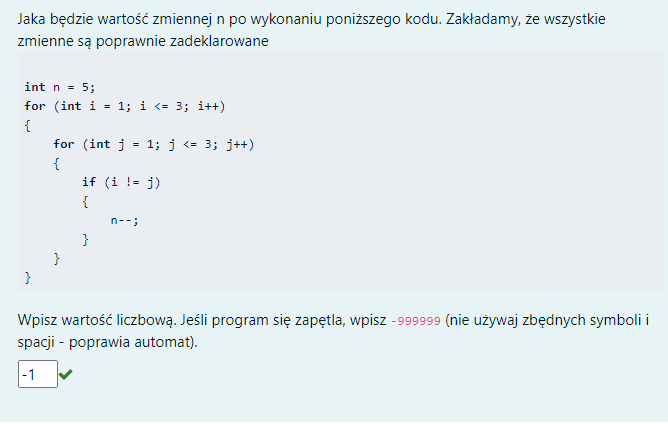 Jaka będzie wartość zmiennej n po wykonaniu poniższego kodu. Zakładamy, że wszystkie
zmienne są poprawnie zadeklarowane
int n = 5;
for (int i = 1; i <= 3; i++)
{
    for (int j = 1; j <= 3; j++)
    {
        if (i != j)
        {
            n--;
        }
    }
}
Wpisz wartość liczbową. Jeśli program się zapętla, wpisz -999999 (nie używaj zbędnych symboli i
spacji - poprawia automat).
-1